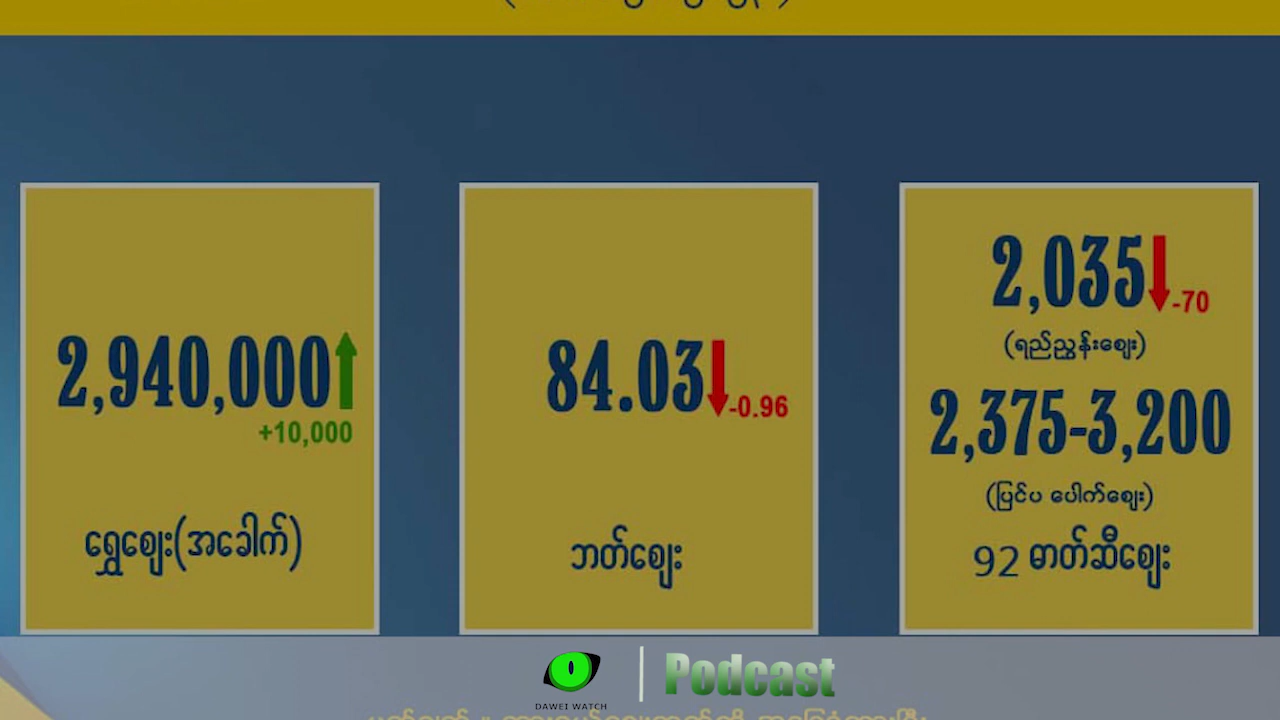 2,940,000
+10,000
ရွှေဈေး(အခေါက်)
84.03
-0.96
ဘတ်ဈေး
2,035
-70
(ရည်ညွှန်းဈေး)
2,375-3,200
(ပြင်ပ ပေါက်ဈေး)
92 ဓာတ်ဆီဈေး
DAWEI WATCH
Podcast